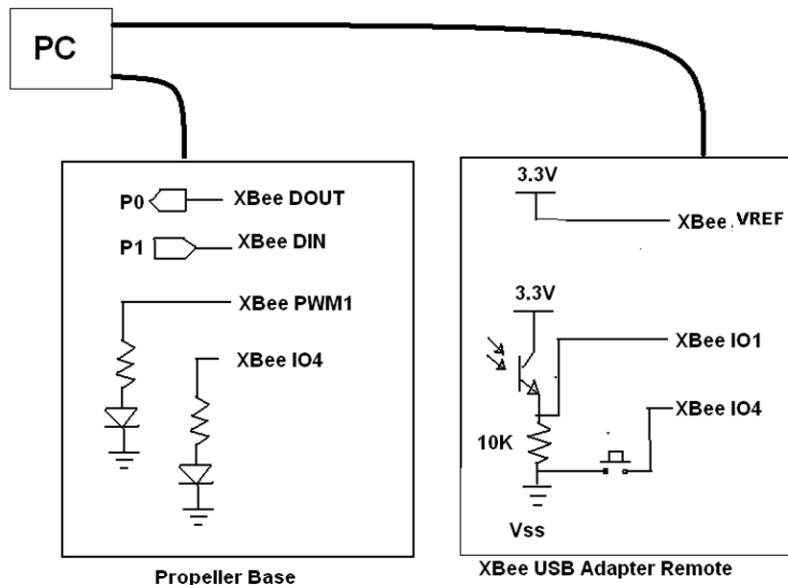 PC
P0 XBee DOUT
P1 XBee DIN
XBee PWM1
XBee IO4
Propeller Base
3.3V
XBee VREF
3.3V
XBee IO1
XBee IO4
10K
Vss
XBee USB Adapter Remote